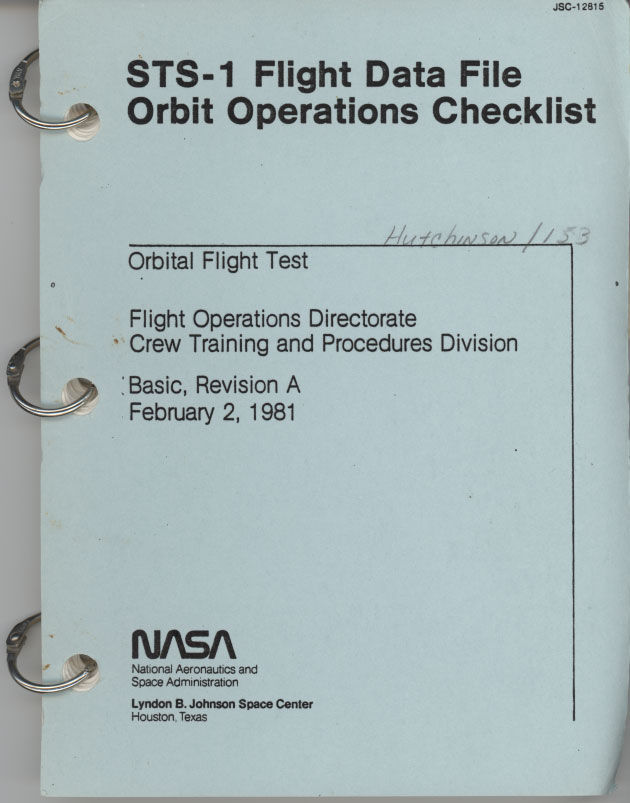 JSC-12815
STS-1 Flight Data File
Orbit Operations Checklist
Hutchinson / 153
Orbital Flight Test
Flight Operations Directorate
Crew Training and Procedures Division
Basic, Revision A
February 2, 1981
NASA
National Aeronautics and
Space Administration
Lyndon B. Johnson Space Center
Houston, Texas